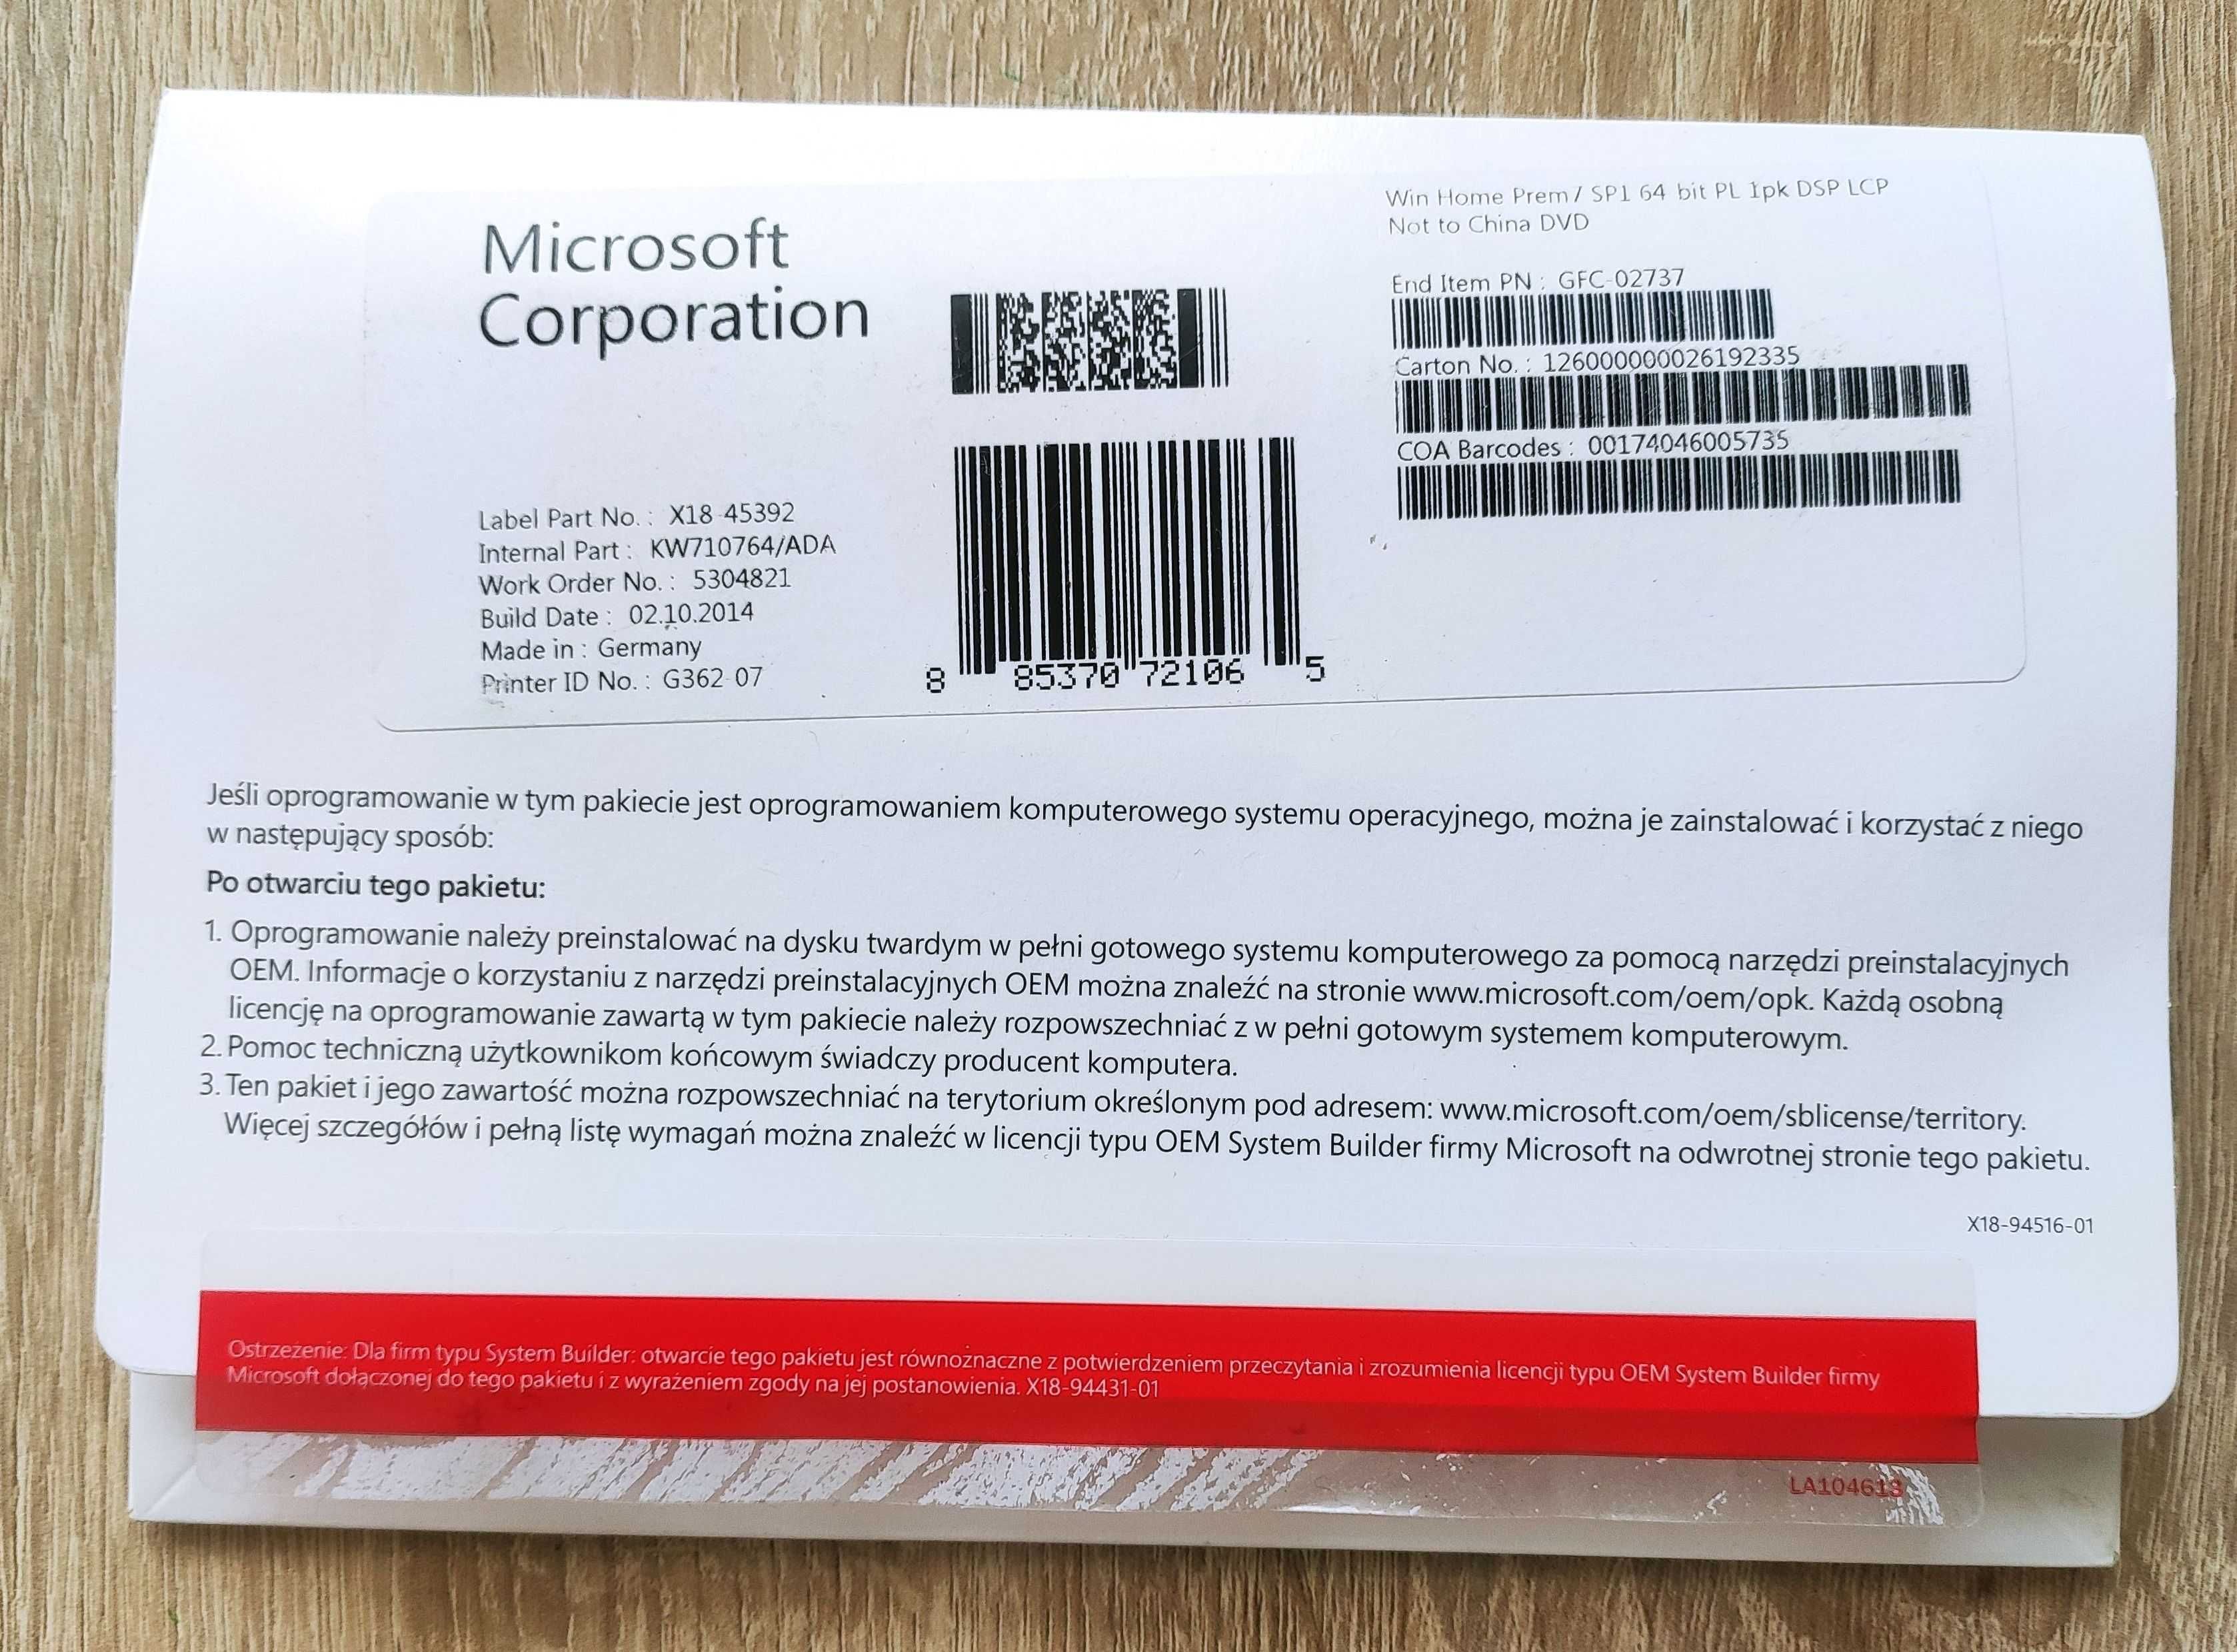 Microsoft
Corporation
Win Home Prem / SP1 64 bit PL 1pk DSP LCP
Not to China DVD
End Item PN : GFC-02737
Carton No. : 126000000026192335
COA Barcodes : 00174046005735
Label Part No. : X18-45392
Internal Part : KW710764/ADA
Work Order No. : 5304821
Build Date : 02.10.2014
Made in : Germany
Printer ID No. : G362-07
8 85370 72106 5
Jeśli oprogramowanie w tym pakiecie jest oprogramowaniem komputerowego systemu operacyjnego, można je zainstalować i korzystać z niego
w następujący sposób:
Po otwarciu tego pakietu:
1. Oprogramowanie należy preinstalować na dysku twardym w pełni gotowego systemu komputerowego za pomocą narzędzi preinstalacyjnych
OEM. Informacje o korzystaniu z narzędzi preinstalacyjnych OEM można znaleźć na stronie www.microsoft.com/oem/opk. Każdą osobną
licencję na oprogramowanie zawartą w tym pakiecie należy rozpowszechniać z w pełni gotowym systemem komputerowym.
2. Pomoc techniczną użytkownikom końcowym świadczy producent komputera.
3. Ten pakiet i jego zawartość można rozpowszechniać na terytorium określonym pod adresem: www.microsoft.com/oem/sblicense/territory.
Więcej szczegółów i pełną listę wymagań można znaleźć w licencji typu OEM System Builder firmy Microsoft na odwrotnej stronie tego pakietu.
X18-94516-01
Ostrzeżenie: Dla firm typu System Builder: otwarcie tego pakietu jest równoznaczne z potwierdzeniem przeczytania i zrozumienia licencji typu OEM System Builder firmy
Microsoft dołączonej do tego pakietu i z wyrażeniem zgody na jej postanowienia. X18-94431-01
LA104613